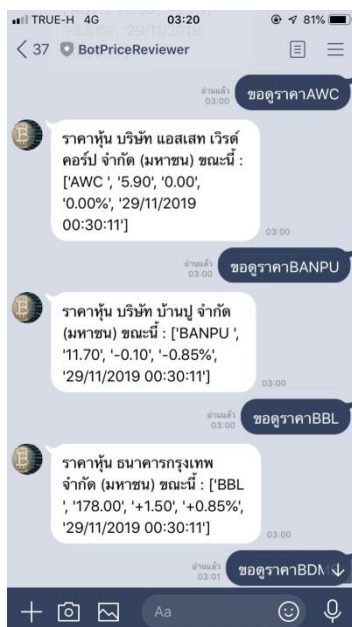 TRUE-H 4G 03:20 81%
37 BotPriceReviewer
อ่านแล้ว
03:00
ขอดูราคาAWC
ราคาหุ้น บริษัท แอสเสท เวิรด์
คอร์ป จำกัด (มหาชน) ขณะนี้ :
['AWC ', '5.90', '0.00',
'0.00%', '29/11/2019
00:30:11']
03:00
อ่านแล้ว
03:00
ขอดูราคาBANPU
ราคาหุ้น บริษัท บ้านปู จำกัด
(มหาชน) ขณะนี้ : ['BANPU ',
'11.70', '-0.10', '-0.85%',
'29/11/2019 00:30:11']
03:00
อ่านแล้ว
03:00
ขอดูราคาBBL
ราคาหุ้น ธนาคารกรุงเทพ
จำกัด (มหาชน) ขณะนี้ : ['BBL
', '178.00', '+1.50', '+0.85%',
'29/11/2019 00:30:11']
03:00
อ่านแล้ว
03:01
Aa